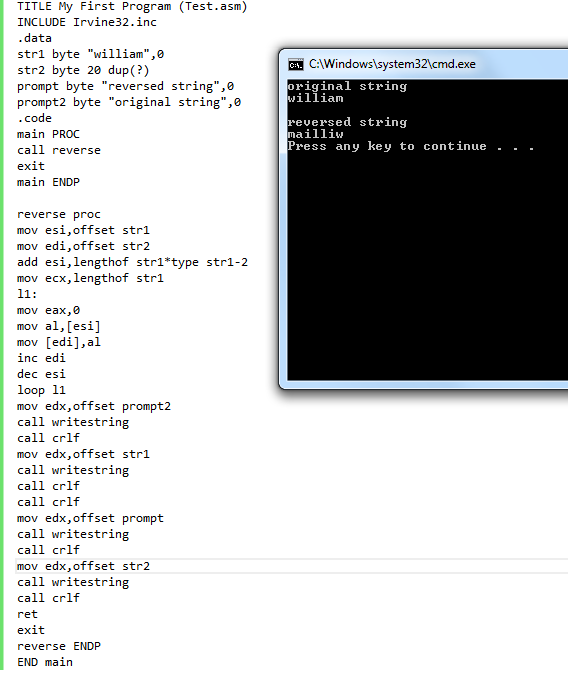 TITLE My First Program (Test.asm)
INCLUDE Irvine32.inc
.data
str1 byte "william",0
str2 byte 20 dup(?)
prompt byte "reversed string",0
prompt2 byte "original string",0
.code
main PROC
call reverse
exit
main ENDP

reverse proc
mov esi,offset str1
mov edi,offset str2
add esi,lengthof str1*type str1-2
mov ecx,lengthof str1
l1:
mov eax,0
mov al,[esi]
mov [edi],al
inc edi
dec esi
loop l1
mov edx,offset prompt2
call writestring
call crlf
mov edx,offset str1
call writestring
call crlf
call crlf
mov edx,offset prompt
call writestring
call crlf
mov edx,offset str2
call writestring
call crlf
ret
exit
reverse ENDP
END main
C:\Windows\system32\cmd.exe
original string
william

reversed string
mailliw
Press any key to continue . . .